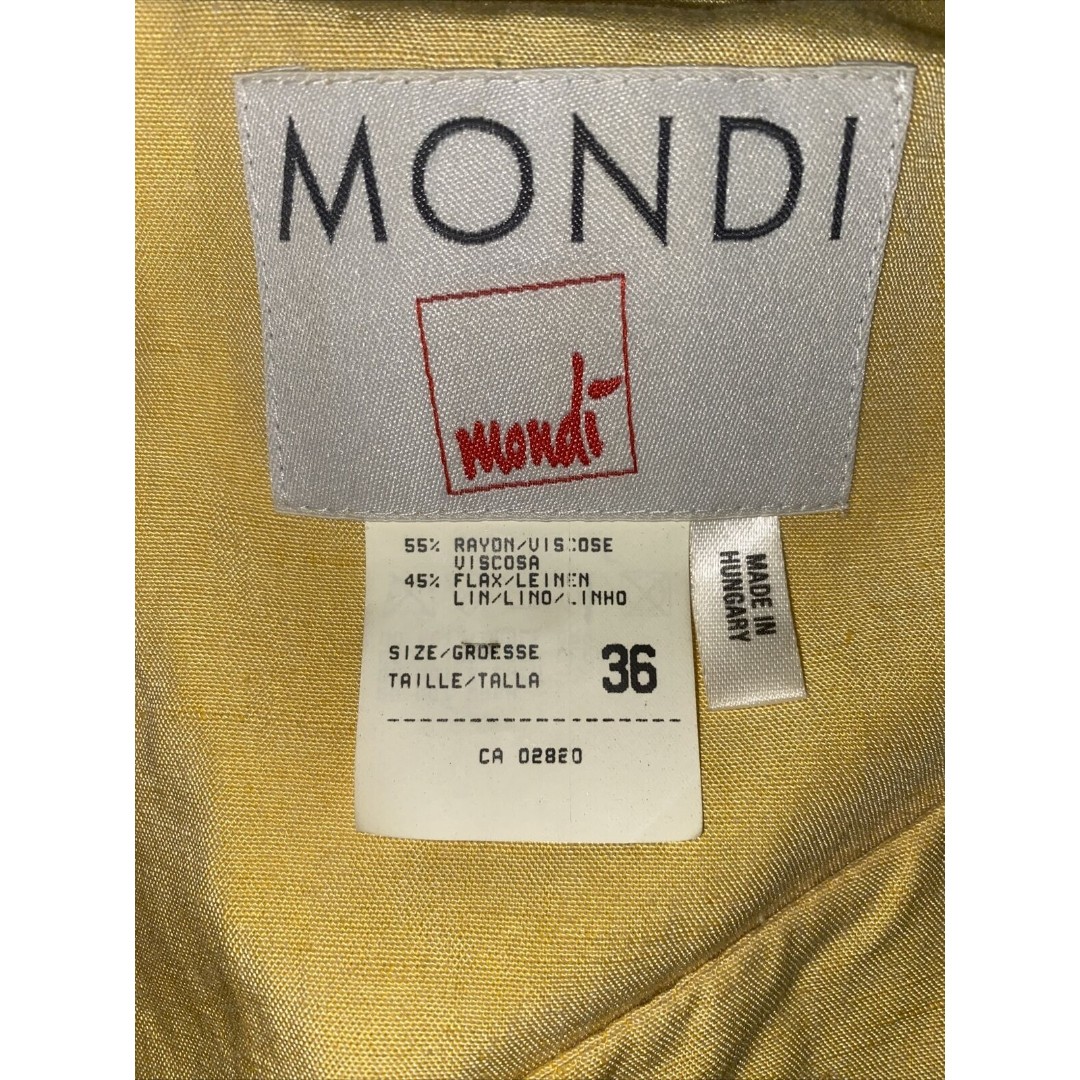 MONDI
mondi
55% RAYON/VISCOSE
VISCOSA
45% FLAX/LEINEN
LIN/LINO/LINHO
SIZE/GROESSE 36
TAILLE/TALLA
CA 02820
MADE IN
HUNGARY